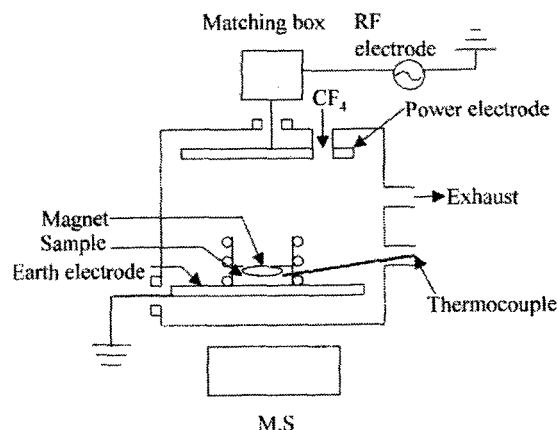 Matching box
RF
electrode
CF4
Power electrode
Exhaust
Magnet
Sample
Earth electrode
Thermocouple
M.S